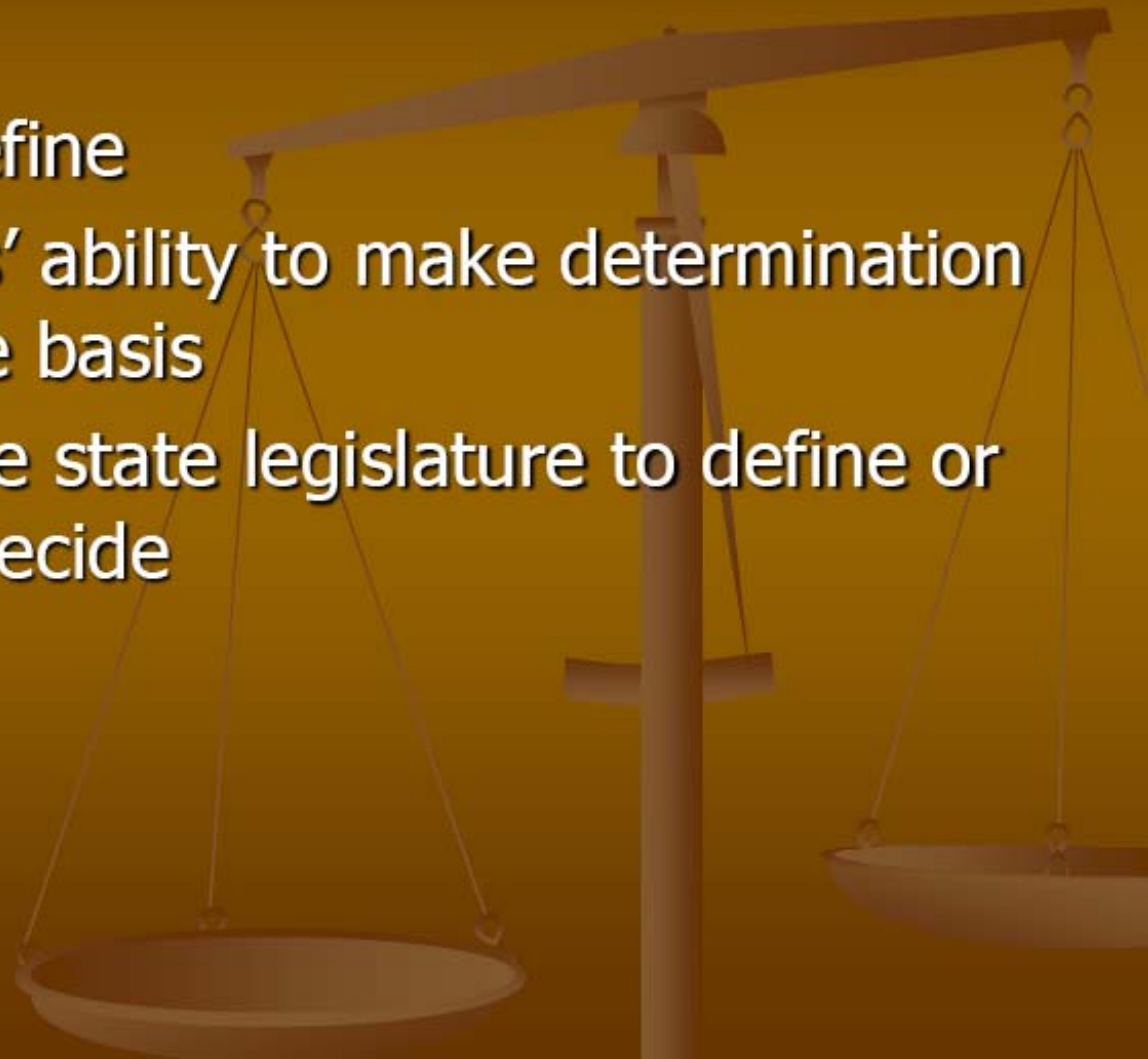 fine
' ability to make determination
basis
state legislature to define or
ecide